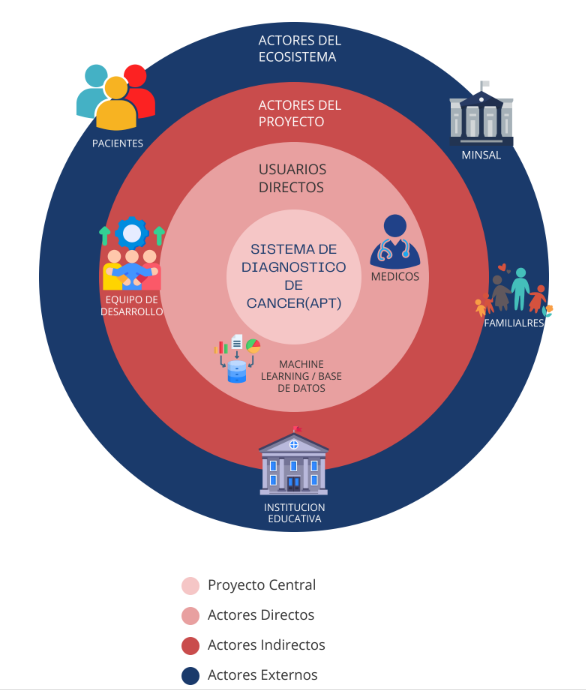 ACTORES DEL
ECOSISTEMA
PACIENTES
MINSAL
ACTORES DEL
PROYECTO
USUARIOS
DIRECTOS
SISTEMA DE
DIAGNOSTICO
DE
CANCER(APT)
MEDICOS
EQUIPO DE
DESARROLLO
FAMILIALRES
MACHINE
LEARNING / BASE
DE DATOS
INSTITUCION
EDUCATIVA
Proyecto Central
Actores Directos
Actores Indirectos
Actores Externos